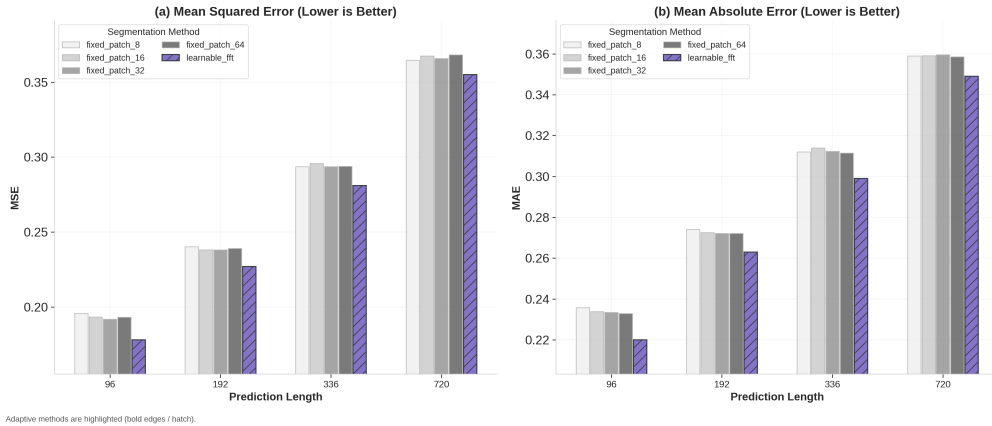 (a) Mean Squared Error (Lower is Better)
Segmentation Method
fixed_patch_8
fixed_patch_16
fixed_patch_32
fixed_patch_64
learnable_fft
MSE
0.35
0.30
0.25
0.20
96
192
336
720
Prediction Length
(b) Mean Absolute Error (Lower is Better)
Segmentation Method
fixed_patch_8
fixed_patch_16
fixed_patch_32
fixed_patch_64
learnable_fft
MAE
0.36
0.34
0.32
0.30
0.28
0.26
0.24
0.22
96
192
336
720
Prediction Length
Adaptive methods are highlighted (bold edges / hatch).